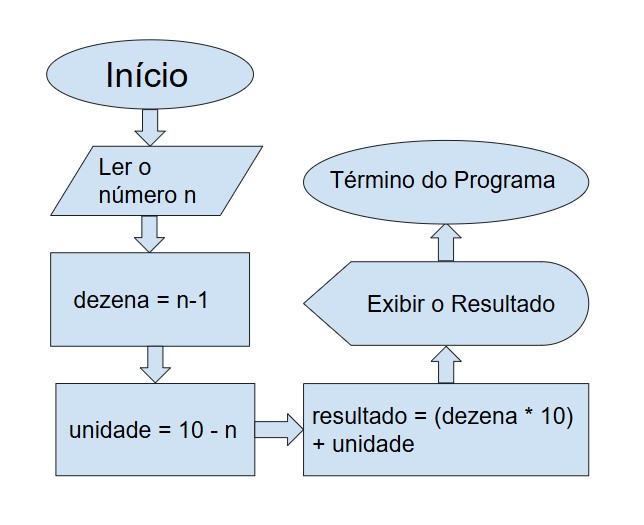 Início
Ler o
número n
dezena = n-1
unidade = 10 - n
resultado = (dezena * 10)
+ unidade
Exibir o Resultado
Término do Programa